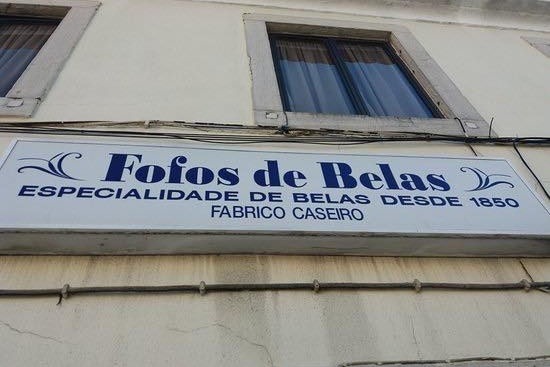 Fofos de Belas
ESPECIALIDADE DE BELAS DESDE 1850
FABRICO CASEIRO